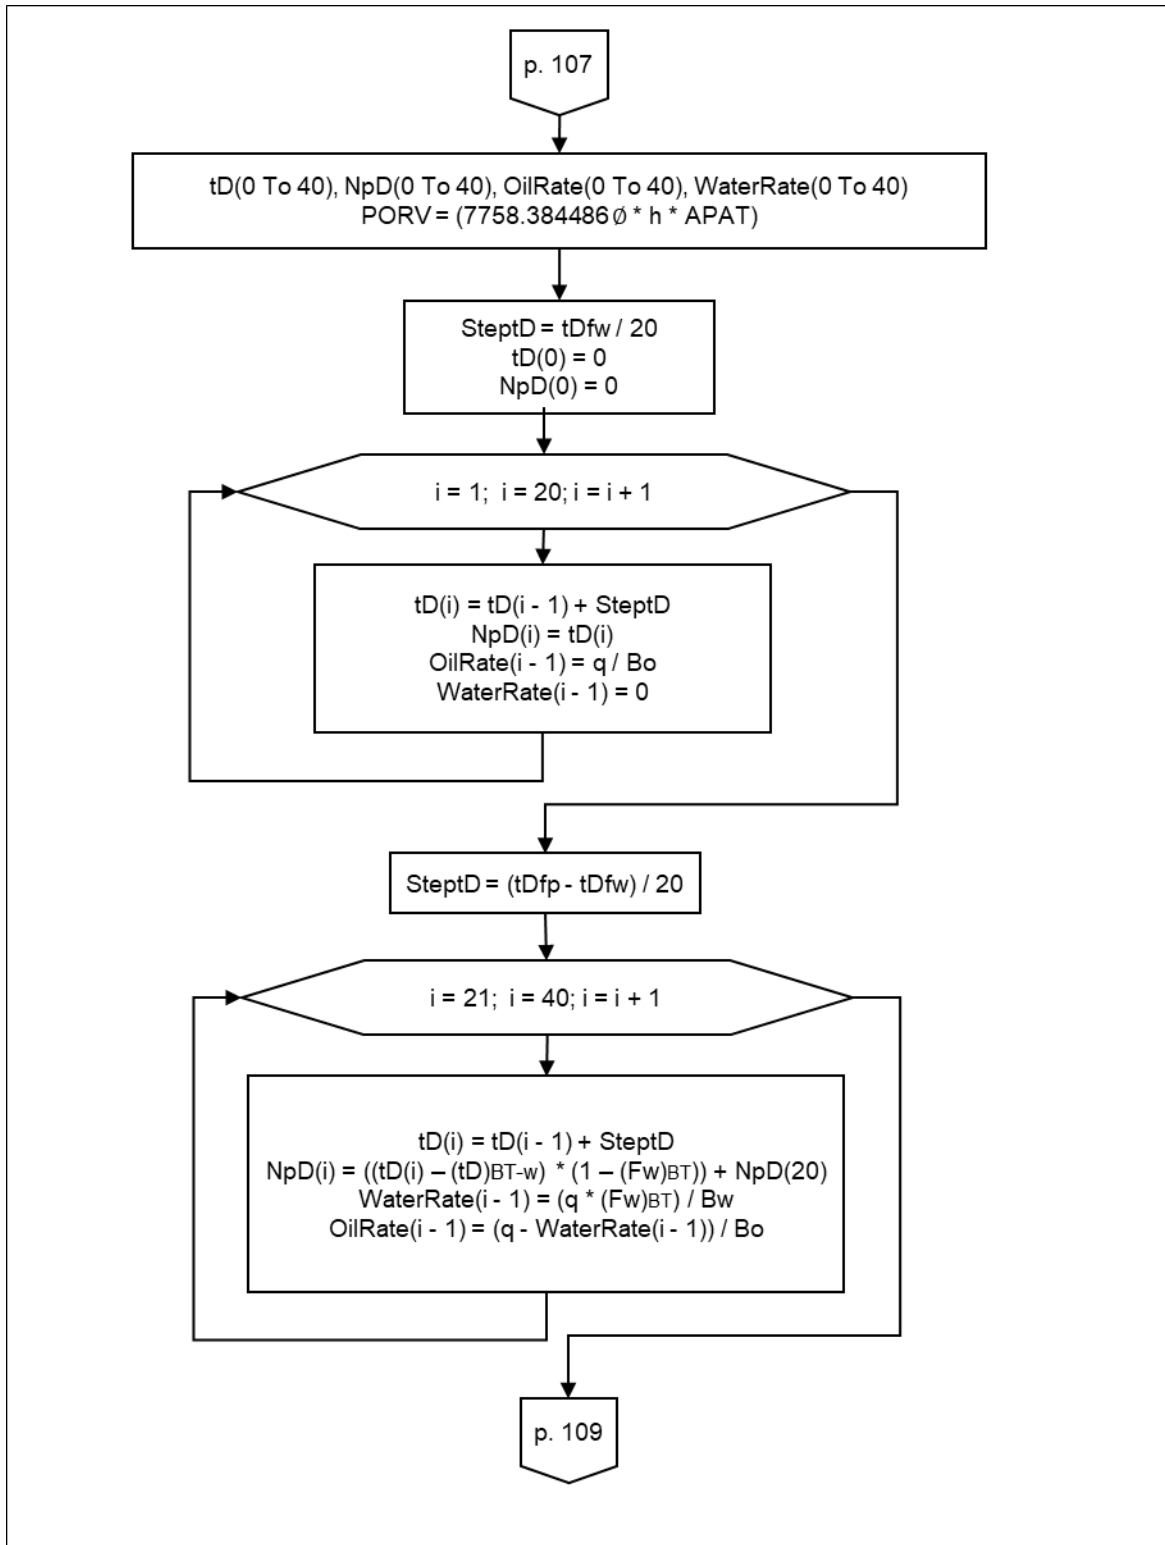 p. 107
tD(0 To 40), NpD(0 To 40), OilRate(0 To 40), WaterRate(0 To 40)
PORV = (7758.384486∅ * h * APAT)
SteptD = tDfw / 20
tD(0) = 0
NpD(0) = 0
i = 1; i = 20; i = i + 1
tD(i) = tD(i - 1) + SteptD
NpD(i) = tD(i)
OilRate(i - 1) = q / Bo
WaterRate(i - 1) = 0
SteptD = (tDfp - tDfw) / 20
i = 21; i = 40; i = i + 1
tD(i) = tD(i - 1) + SteptD
NpD(i) = ((tD(i) – (tD)BT-w) * (1 – (Fw)BT)) + NpD(20)
WaterRate(i - 1) = (q * (Fw)BT) / Bw
OilRate(i - 1) = (q - WaterRate(i - 1)) / Bo
p. 109